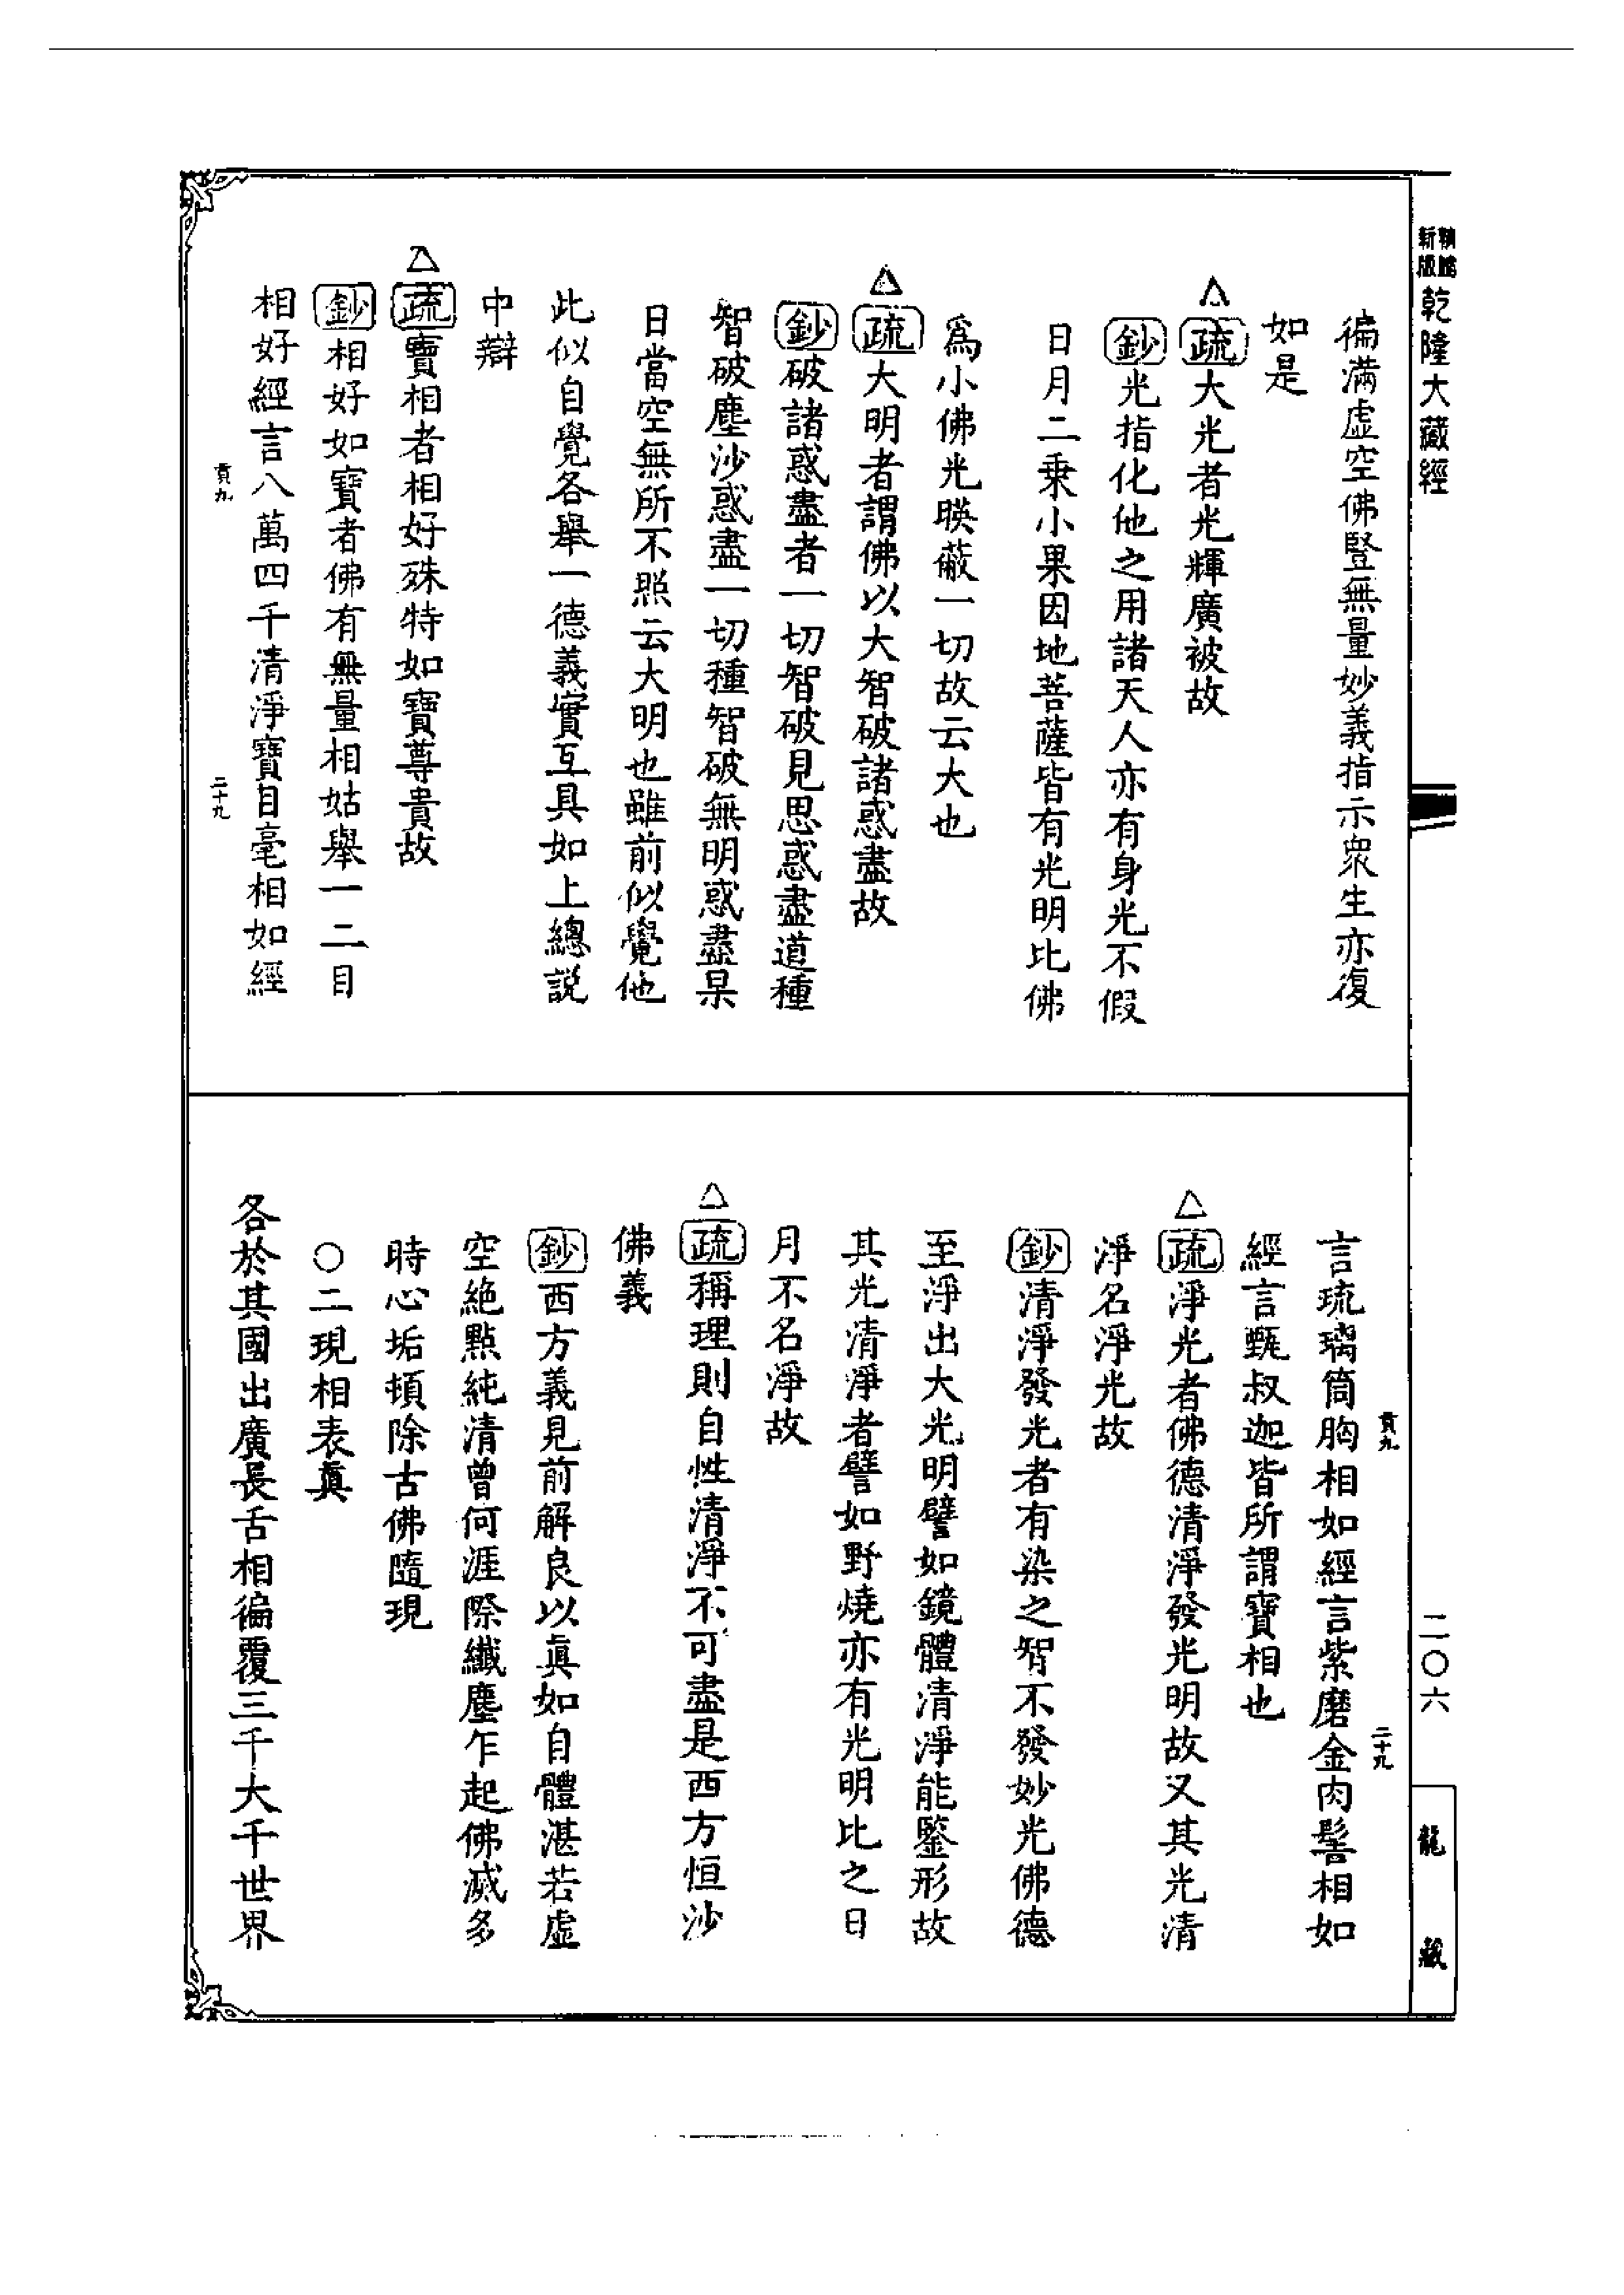 新版
乾隆大藏經
徧滿虛空佛豎無量妙義指示衆生亦復
如是
△疏大光者光輝廣被故
鈔光指化他之用諸天人亦有身光不假
日月二乗小果因地菩薩皆有光明比佛
爲小佛光暎蔽一切故云大也
△疏大明者謂佛以大智破諸惑盡故
鈔破諸惑盡者一切智破見思惑盡道種
智破塵沙惑盡一切種智破無明惑盡杲
日當空無所不照云大明也雖前似覺他
此似自覺各舉一德義實互具如上總説
中辯
△疏寶相者相好殊特如寶尊貴故
鈔相好如寶者佛有無量相姑舉一二目
相好經言八萬四千清淨寶目毫相如經
貢九
二十九
貢九
二十九
言琉璃筒胸相如經言紫磨金肉髻相如
經言甄叔迦皆所謂寶相也
△疏淨光者佛德清淨發光明故又其光清
淨名淨光故
鈔清淨發光者有染之智不發妙光佛德
至淨出大光明譬如鏡體清淨能鑒形故
其光清淨者譬如野燒亦有光明比之日
月不名淨故
△疏稱理則自性清淨不可盡是西方恒沙
佛義
鈔西方義見前解良以眞如自體湛若虛
空絶點純清曾何涯際纖塵乍起佛滅多
時心垢頓除古佛隨現
○二現相表眞
各於其國出廣長舌相徧覆三千大千世界
二〇六
龍藏